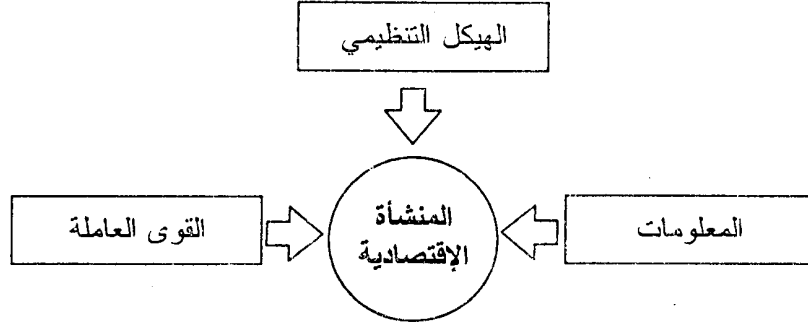 الهيكل التنظيمي
المعلومات
المنشأة
الإقتصادية
القوى العاملة